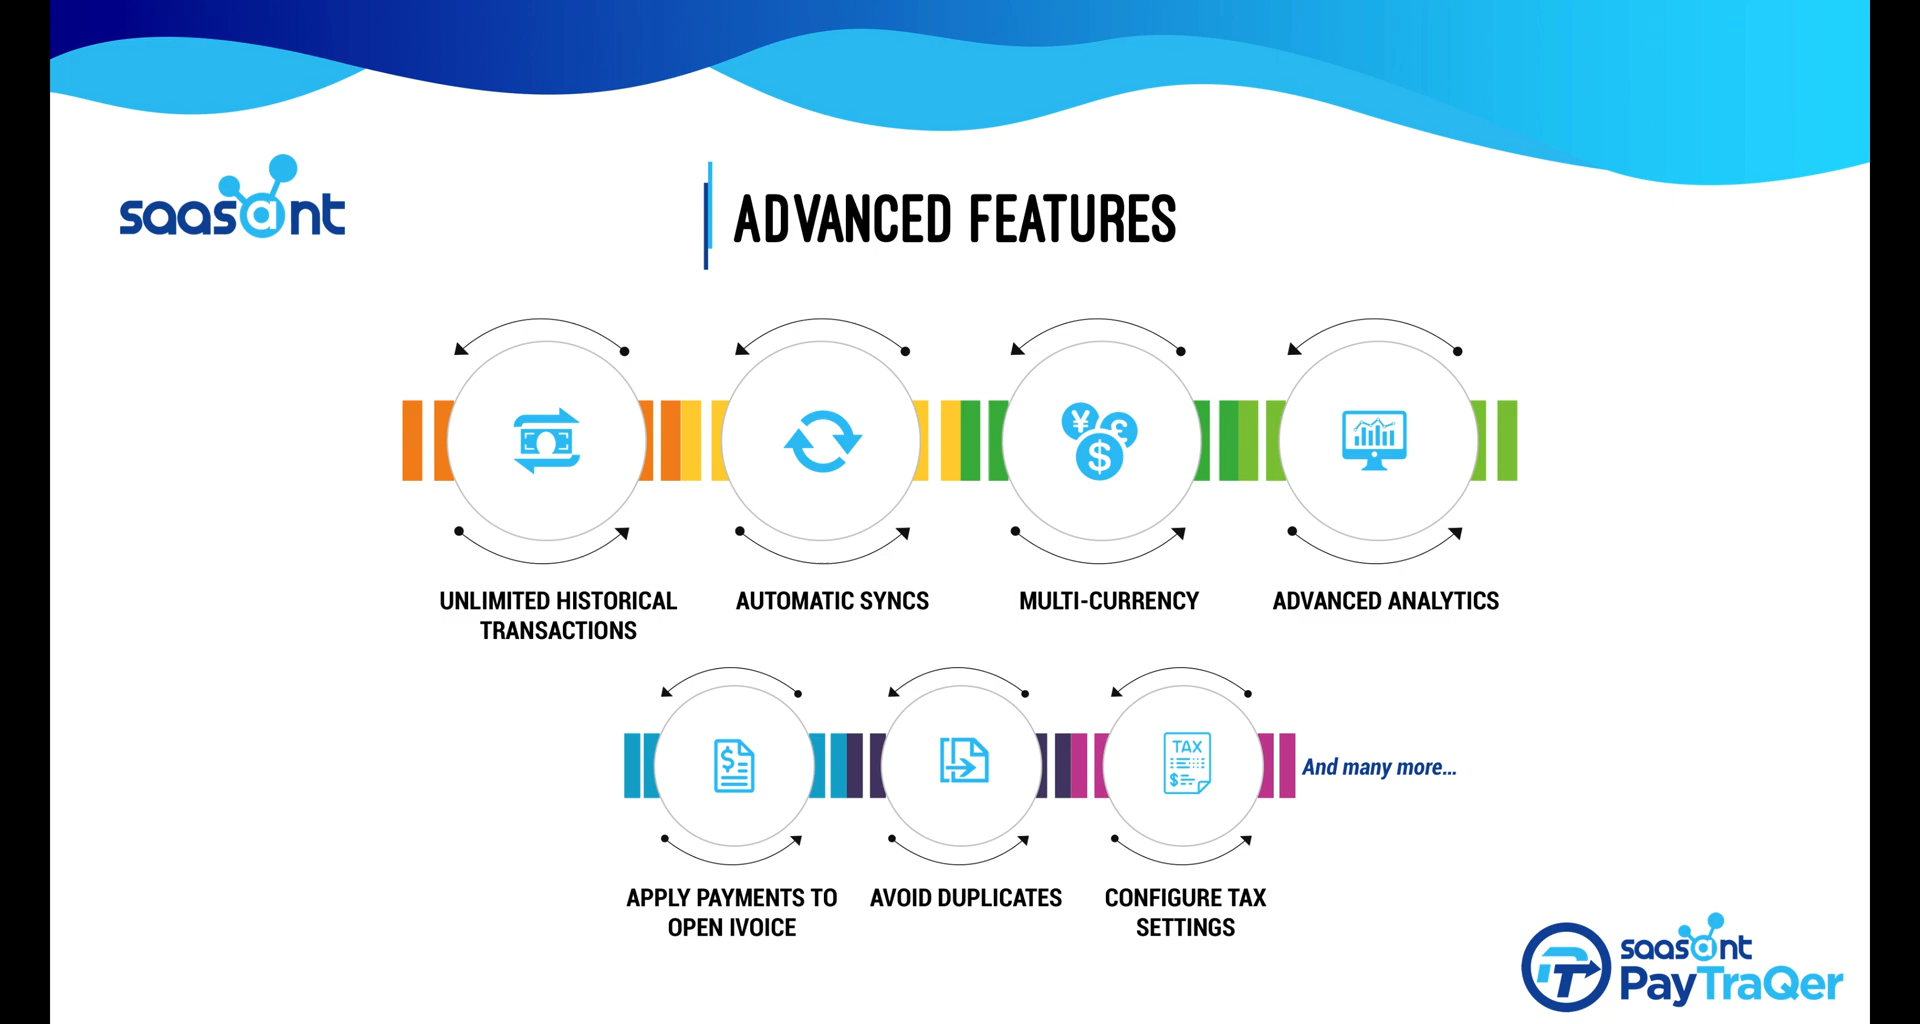 saasant
ADVANCED FEATURES
¥ £ $
UNLIMITED HISTORICAL
TRANSACTIONS
AUTOMATIC SYNCS
MULTI-CURRENCY
ADVANCED ANALYTICS
$
TAX
$
And many more...
APPLY PAYMENTS TO
OPEN IVOICE
AVOID DUPLICATES
CONFIGURE TAX
SETTINGS
PT
saasant
PayTraQer